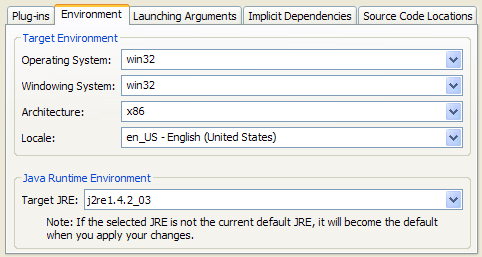 Plug-ins Environment Launching Arguments Implicit Dependencies Source Code Locations
Target Environment
Operating System: win32
Windowing System: win32
Architecture: x86
Locale: en_US - English (United States)
Java Runtime Environment
Target JRE: j2re1.4.2_03
Note: If the selected JRE is not the current default JRE, it will become the default
when you apply your changes.